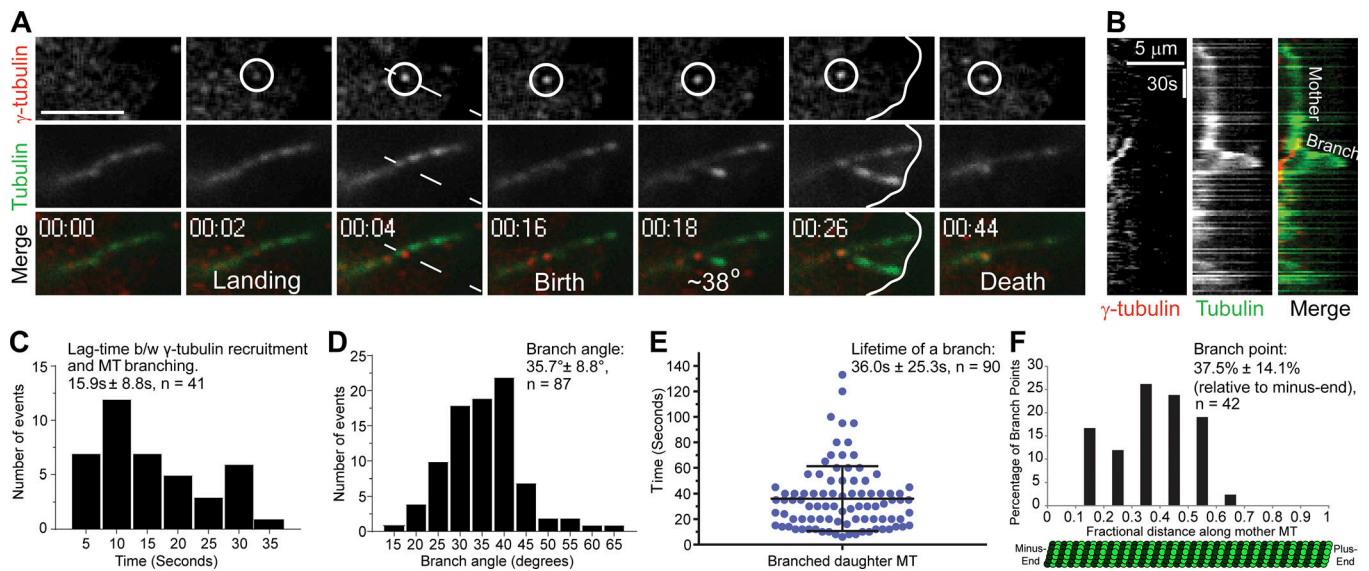 A
γ-tubulin
Tubulin
Merge
00:00
00:02
00:04
00:16
00:18
00:26
00:44
Landing
Birth
~38°
Death
B
5 μm
30s
Mother
Branch
γ-tubulin
Tubulin
Merge
C
Lag-time b/w γ-tubulin recruitment
and MT branching.
15.9s ± 8.8s, n = 41
Number of events
15
10
5
0
5 10 15 20 25 30 35
Time (Seconds)
D
Branch angle:
35.7°± 8.8°,
n = 87
Number of events
25
20
15
10
5
0
15 20 25 30 35 40 45 50 55 60 65
Branch angle (degrees)
E
Lifetime of a branch:
36.0s ± 25.3s, n = 90
Time (Seconds)
140
120
100
80
60
40
20
0
Branched daughter MT
F
Branch point:
37.5% ± 14.1%
(relative to minus-end),
n = 42
Percentage of Branch Points
40
30
20
10
0
0 0.1 0.2 0.3 0.4 0.5 0.6 0.7 0.8 0.9 1
Fractional distance along mother MT
Minus-
End
Plus-
End